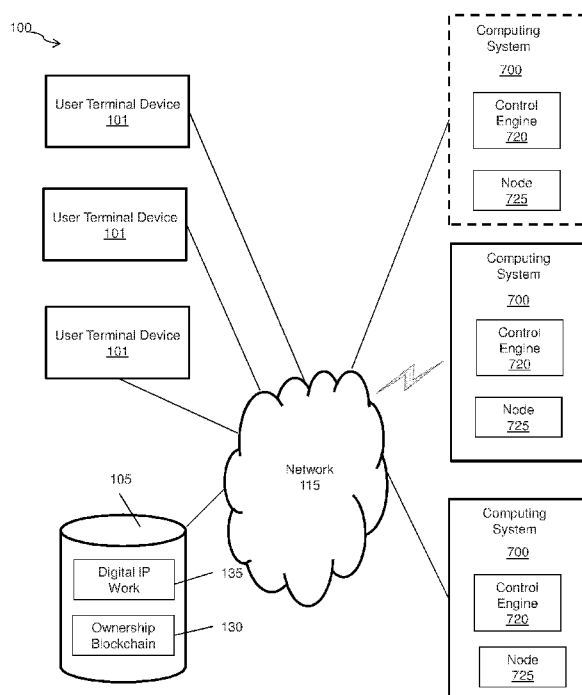 100
User Terminal Device
101
User Terminal Device
101
User Terminal Device
101
105
Digital IP
Work
135
Ownership
Blockchain
130
Network
115
Computing
System
700
Control
Engine
720
Node
725
Computing
System
700
Control
Engine
720
Node
725
Computing
System
700
Control
Engine
720
Node
725